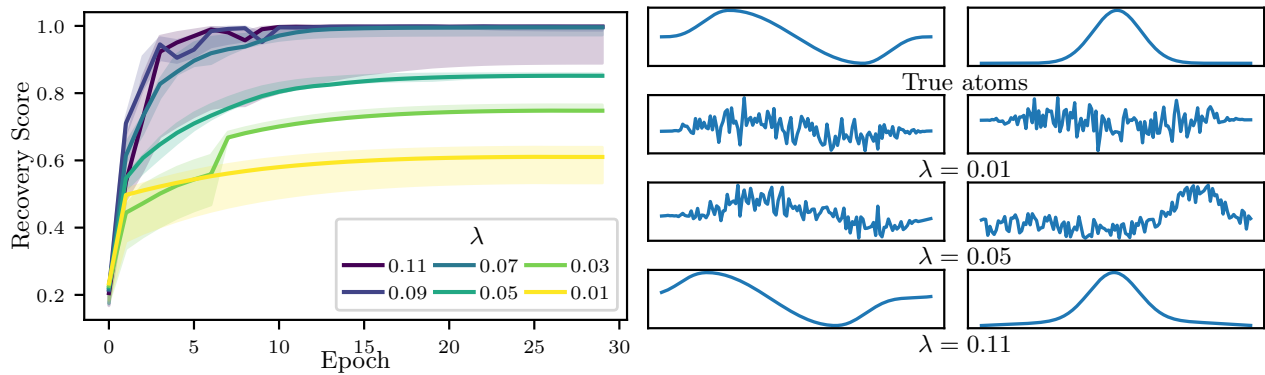 Recovery Score
1.0
0.8
0.6
0.4
0.2
λ
0.11 0.07 0.03
0.09 0.05 0.01
0 5 10 15 20 25 30
Epoch
True atoms
λ = 0.01
λ = 0.05
λ = 0.11